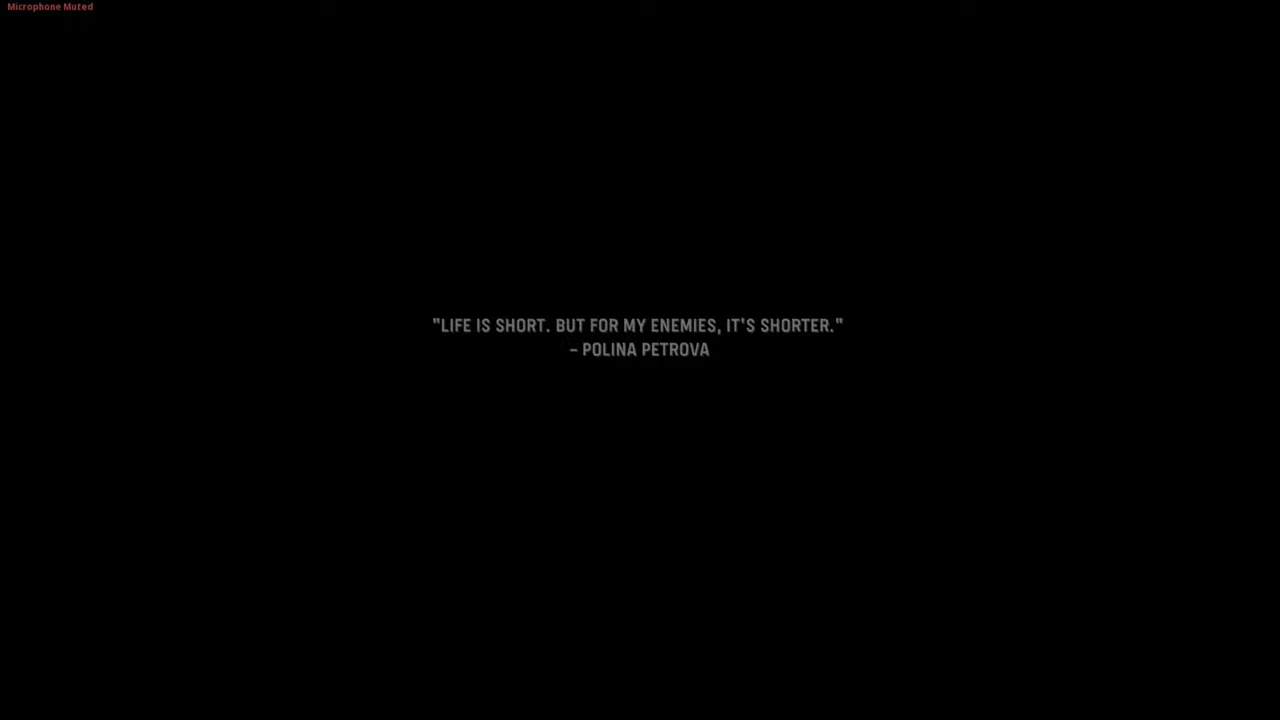 Microphone Muted
"LIFE IS SHORT. BUT FOR MY ENEMIES, IT'S SHORTER."
– POLINA PETROVA